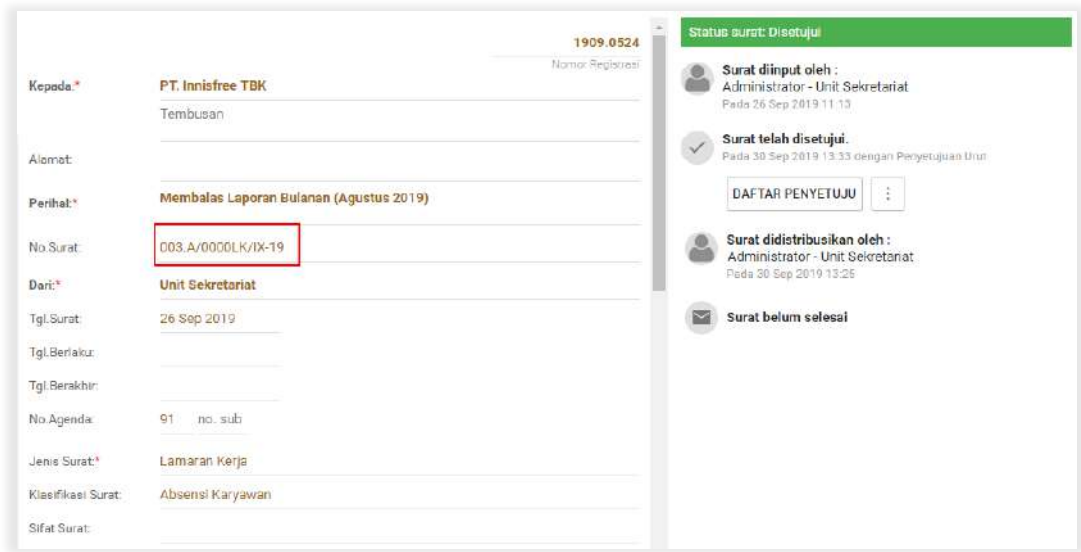 1909.0524
Nomor Registrasi
Kepada:* PT. Innisfree TBK
Tembusan
Alamat:
Perihal:* Membalas Laporan Bulanan (Agustus 2019)
No.Surat: 003.A/0000LK/IX-19
Dari:* Unit Sekretariat
Tgl.Surat: 26 Sep 2019
Tgl.Berlaku:
Tgl.Berakhir:
No.Agenda: 91 no. sub
Jenis Surat:* Lamaran Kerja
Klasifikasi Surat: Absensi Karyawan
Sifat Surat:
Status surat: Disetujui
Surat diinput oleh :
Administrator - Unit Sekretariat
Pada 26 Sep 2019 11:13
Surat telah disetujui.
Pada 30 Sep 2019 13:33 dengan Penyetujuan Urut
DAFTAR PENYETUJU
Surat didistribusikan oleh :
Administrator - Unit Sekretariat
Pada 30 Sep 2019 13:25
Surat belum selesai